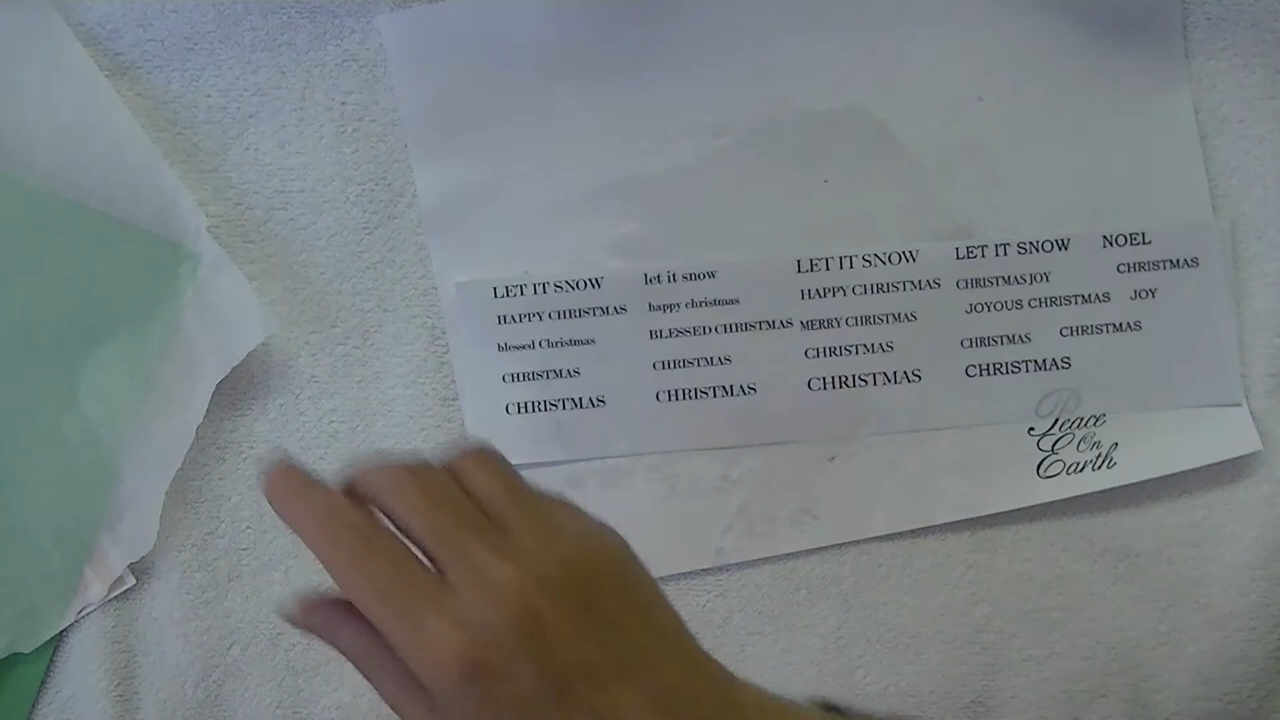 LET IT SNOW let it snow LET IT SNOW LET IT SNOW NOEL
HAPPY CHRISTMAS happy christmas HAPPY CHRISTMAS CHRISTMAS JOY CHRISTMAS
blessed Christmas BLESSED CHRISTMAS MERRY CHRISTMAS JOYOUS CHRISTMAS JOY
CHRISTMAS CHRISTMAS CHRISTMAS CHRISTMAS CHRISTMAS
CHRISTMAS CHRISTMAS CHRISTMAS CHRISTMAS
Peace
On
Earth